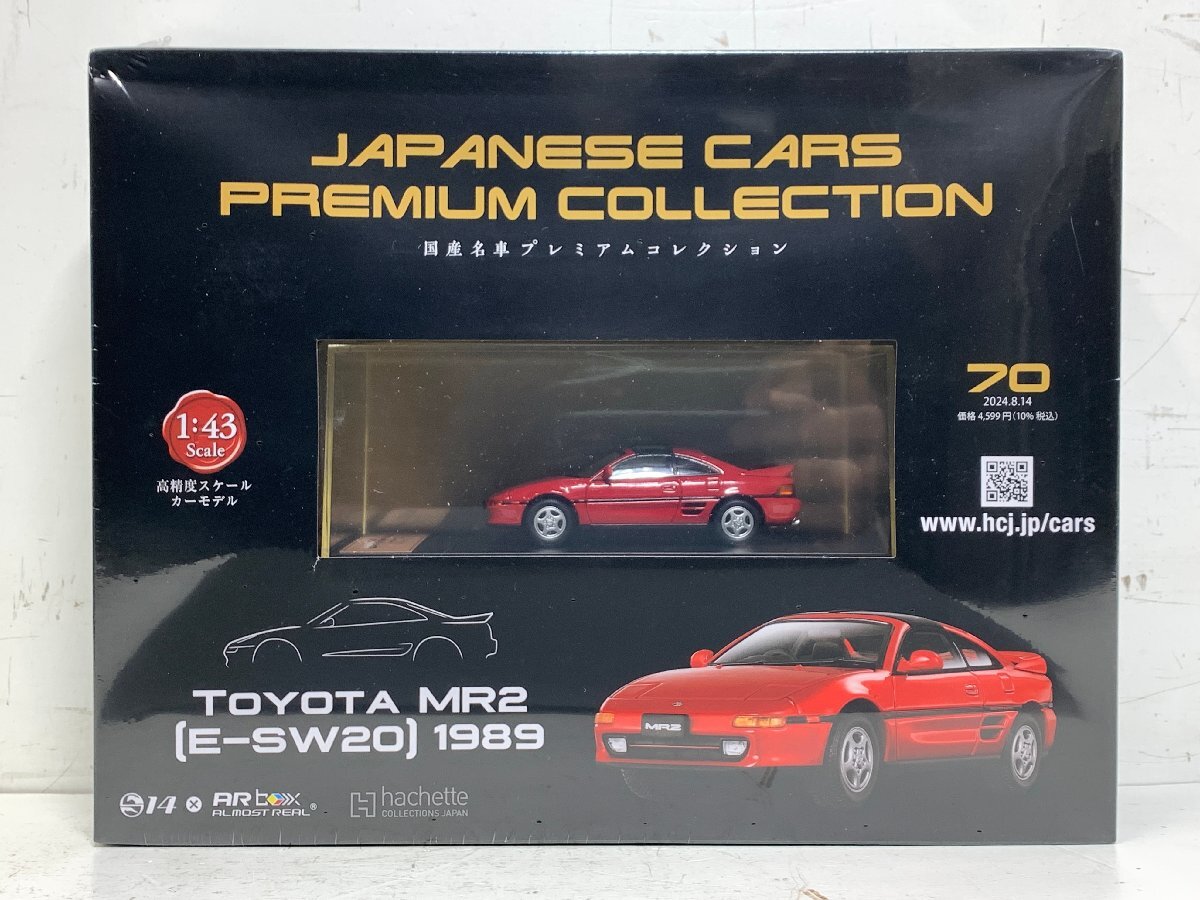 JAPANESE CARS
PREMIUM COLLECTION
国産名車プレミアムコレクション
70
2024.8.14
価格 4,599円(10% 税込)
1:43
Scale
高精度スケール
カーモデル
www.hcj.jp/cars
TOYOTA MR2
(E-SW20) 1989
MR2
14 × ARbox
ALMOST REAL®
hachette
COLLECTIONS JAPAN